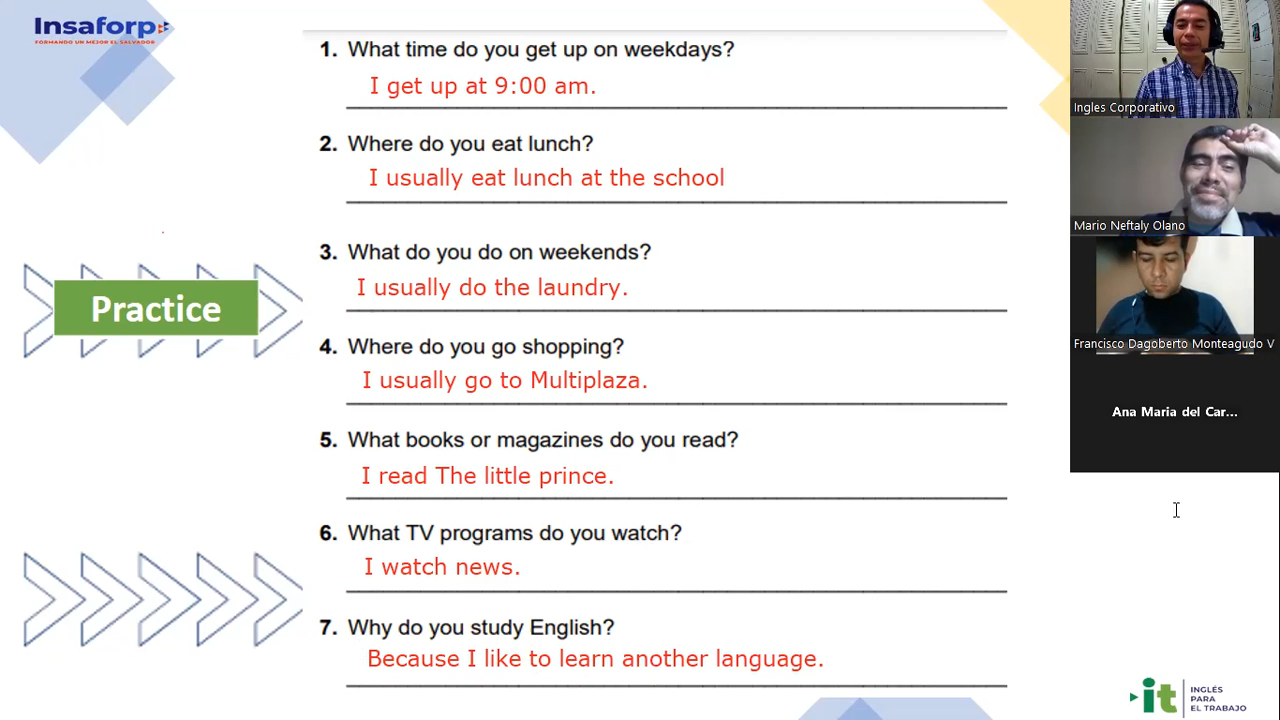 Insaforp
FORMANDO UN MEJOR EL SALVADOR
1. What time do you get up on weekdays?
I get up at 9:00 am.
2. Where do you eat lunch?
I usually eat lunch at the school
3. What do you do on weekends?
I usually do the laundry.
Practice
4. Where do you go shopping?
I usually go to Multiplaza.
5. What books or magazines do you read?
I read The little prince.
6. What TV programs do you watch?
I watch news.
7. Why do you study English?
Because I like to learn another language.
Ingles Corporativo
Mario Neftaly Olano
Francisco Dagoberto Monteagudo V
Ana Maria del Car...
it
INGLÉS
PARA
EL TRABAJO